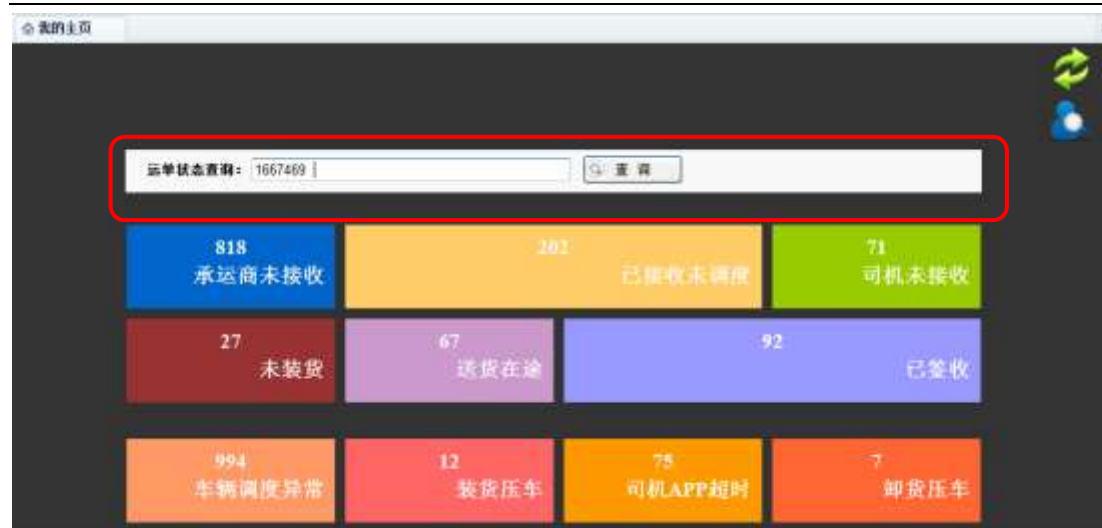 我的主页
运单状态查询： 1667469 查 询
818
承运商未接收
202
已接收未调度
71
司机未接收
27
未装货
67
送货在途
92
已签收
994
车辆调度异常
12
装货压车
75
司机APP超时
7
卸货压车